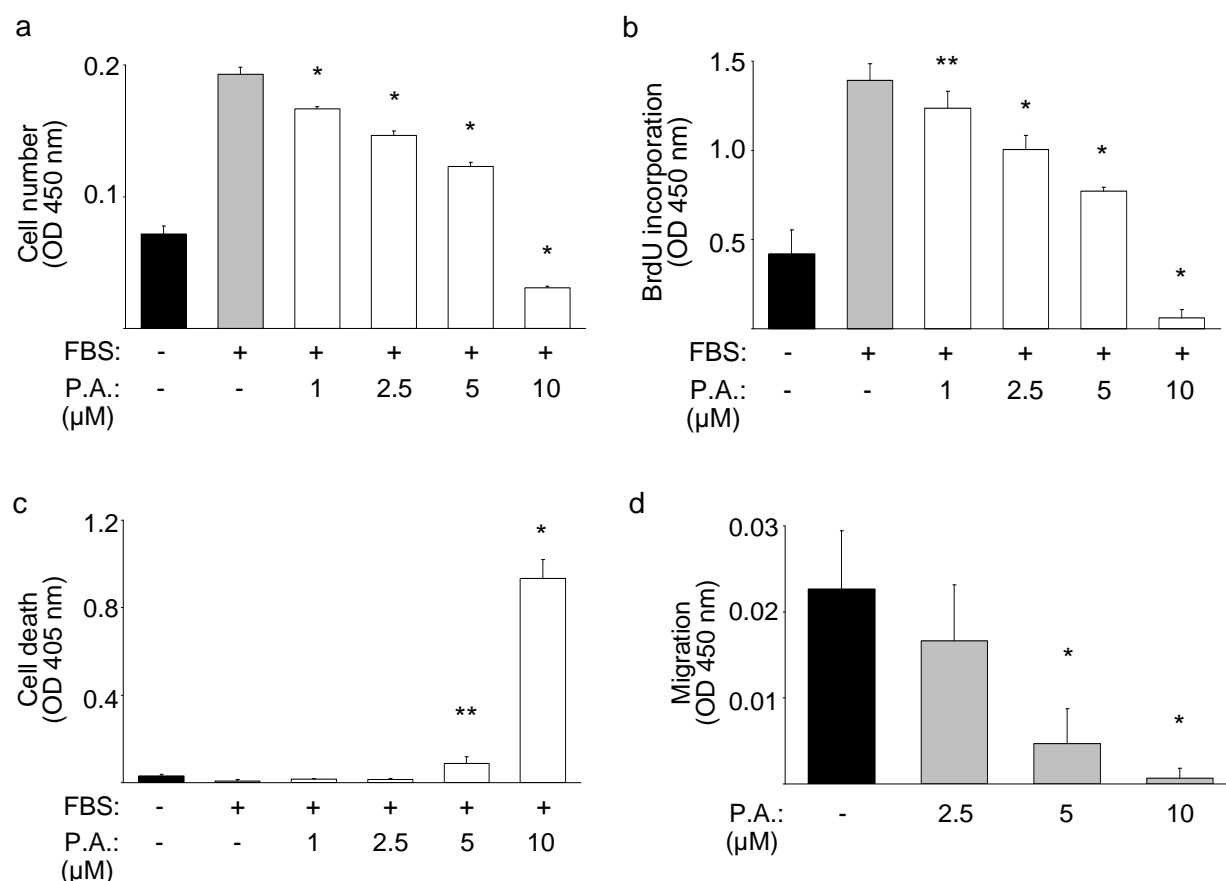 a
0.2
0.1
Cell number
(OD 450 nm)
* * * *
FBS: - + + + + +
P.A.: - - 1 2.5 5 10
(µM)
b
1.5
1.0
0.5
BrdU incorporation
(OD 450 nm)
** * * *
FBS: - + + + + +
P.A.: - - 1 2.5 5 10
(µM)
c
1.2
0.8
0.4
Cell death
(OD 405 nm)
** *
FBS: - + + + + +
P.A.: - - 1 2.5 5 10
(µM)
d
0.03
0.02
0.01
Migration
(OD 450 nm)
* *
P.A.: - 2.5 5 10
(µM)